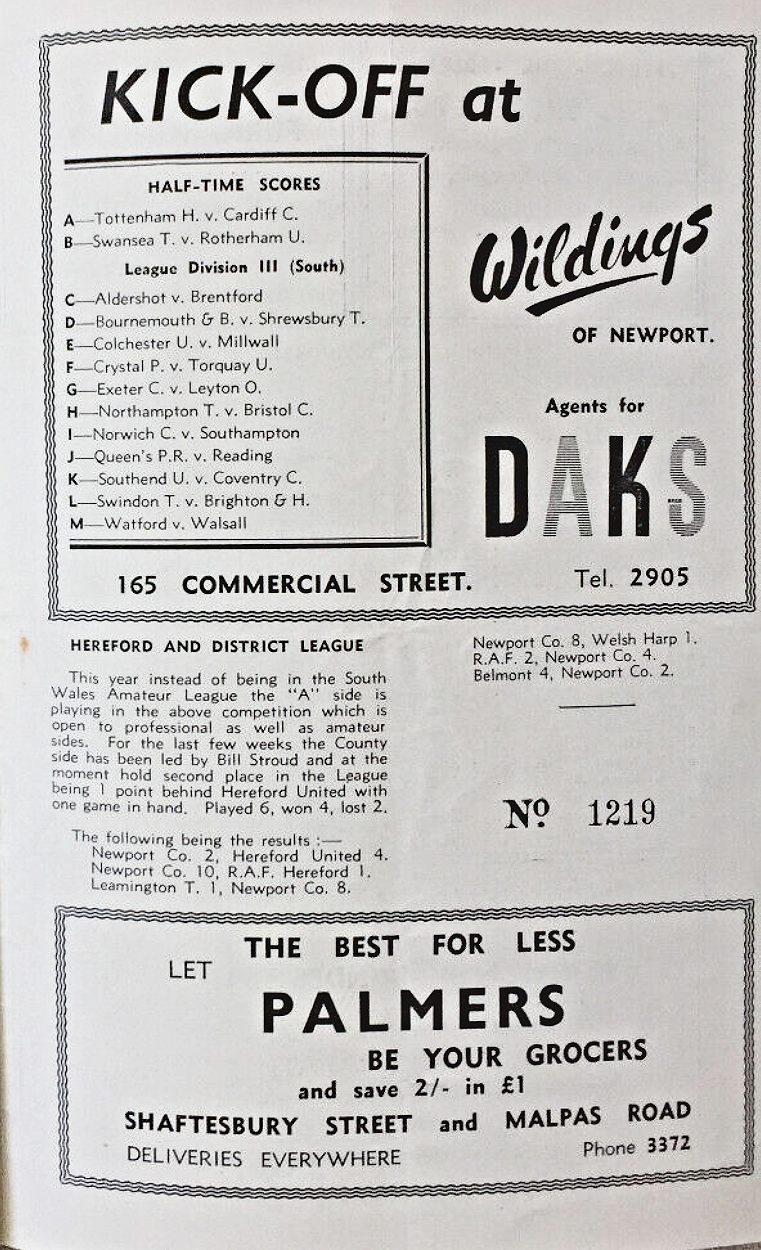 KICK-OFF at
HALF-TIME SCORES
A—Tottenham H. v. Cardiff C.
B—Swansea T. v. Rotherham U.
League Division III (South)
C—Aldershot v. Brentford
D—Bournemouth & B. v. Shrewsbury T.
E—Colchester U. v. Millwall
F—Crystal P. v. Torquay U.
G—Exeter C. v. Leyton O.
H—Northampton T. v. Bristol C.
I—Norwich C. v. Southampton
J—Queen's P.R. v. Reading
K—Southend U. v. Coventry C.
L—Swindon T. v. Brighton & H.
M—Watford v. Walsall
Wildings
OF NEWPORT.
Agents for
DAKS
165 COMMERCIAL STREET. Tel. 2905
HEREFORD AND DISTRICT LEAGUE
This year instead of being in the South
Wales Amateur League the "A" side is
playing in the above competition which is
open to professional as well as amateur
sides. For the last few weeks the County
side has been led by Bill Stroud and at the
moment hold second place in the League
being 1 point behind Hereford United with
one game in hand. Played 6, won 4, lost 2.
The following being the results :—
Newport Co. 2, Hereford United 4.
Newport Co. 10, R.A.F. Hereford 1.
Leamington T. 1, Newport Co. 8.
Newport Co. 8, Welsh Harp 1.
R.A.F. 2, Newport Co. 4.
Belmont 4, Newport Co. 2.
Nº 1219
THE BEST FOR LESS
LET
PALMERS
BE YOUR GROCERS
and save 2/- in £1
SHAFTESBURY STREET and MALPAS ROAD
DELIVERIES EVERYWHERE Phone 3372